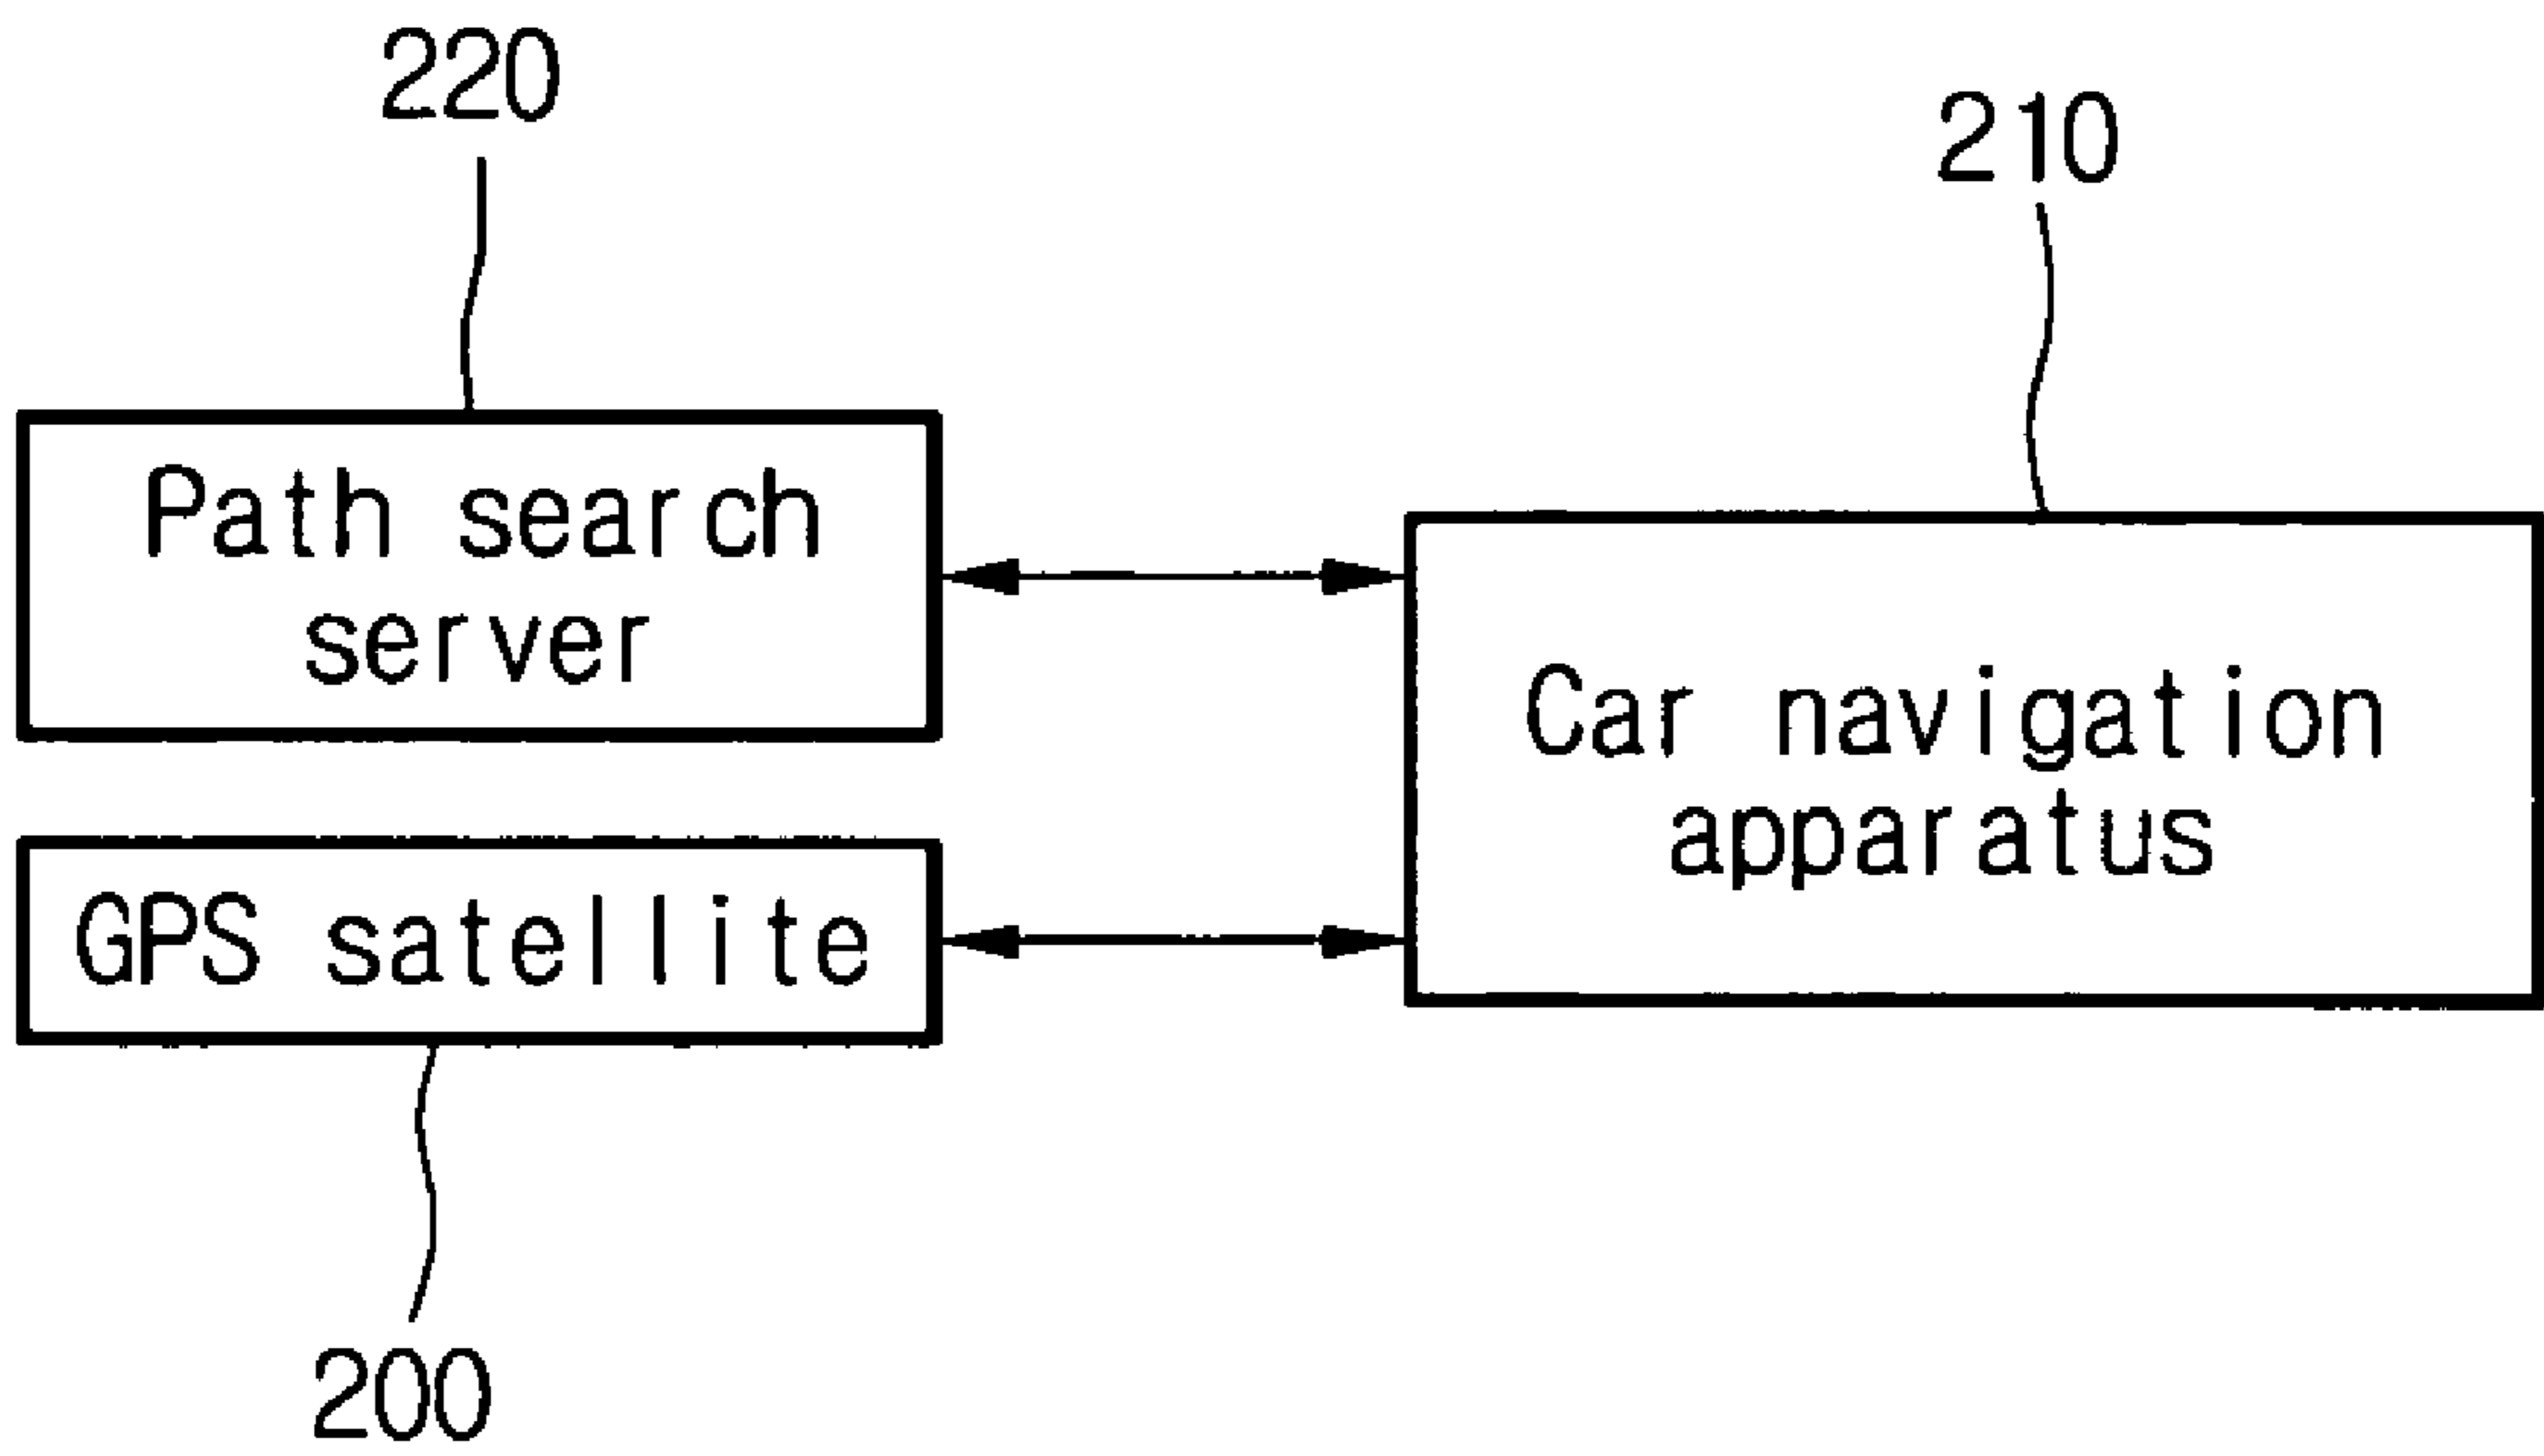 220
210
Path search
server
Car navigation
apparatus
GPS satellite
200